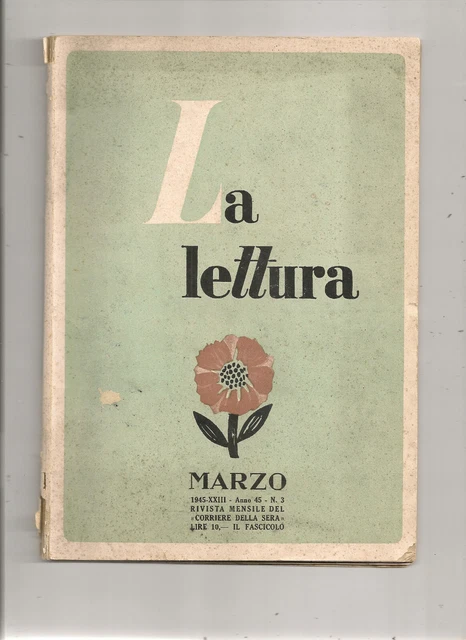 La
lettura
MARZO
1945-XXIII - Anno 45 - N. 3
RIVISTA MENSILE DEL
«CORRIERE DELLA SERA»
LIRE 10,— IL FASCICOLO